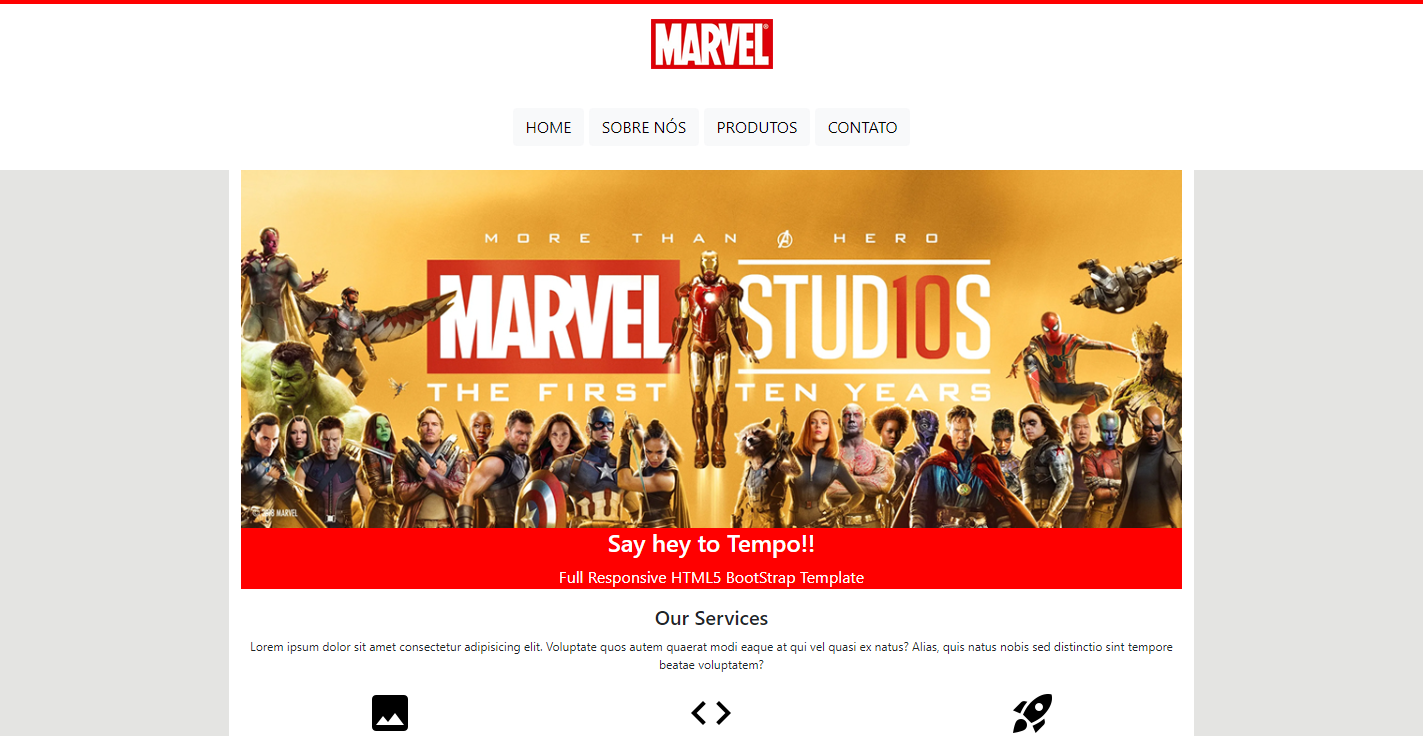 MARVEL
HOME SOBRE NÓS PRODUTOS CONTATO
MORE THAN A HERO
MARVEL STUD10S
THE FIRST TEN YEARS
MARVEL
Say hey to Tempo!!
Full Responsive HTML5 BootStrap Template
Our Services
Lorem ipsum dolor sit amet consectetur adipisicing elit. Voluptate quos autem quaerat modi eaque at qui vel quasi ex natus? Alias, quis natus nobis sed distinctio sint tempore
beatae voluptatem?